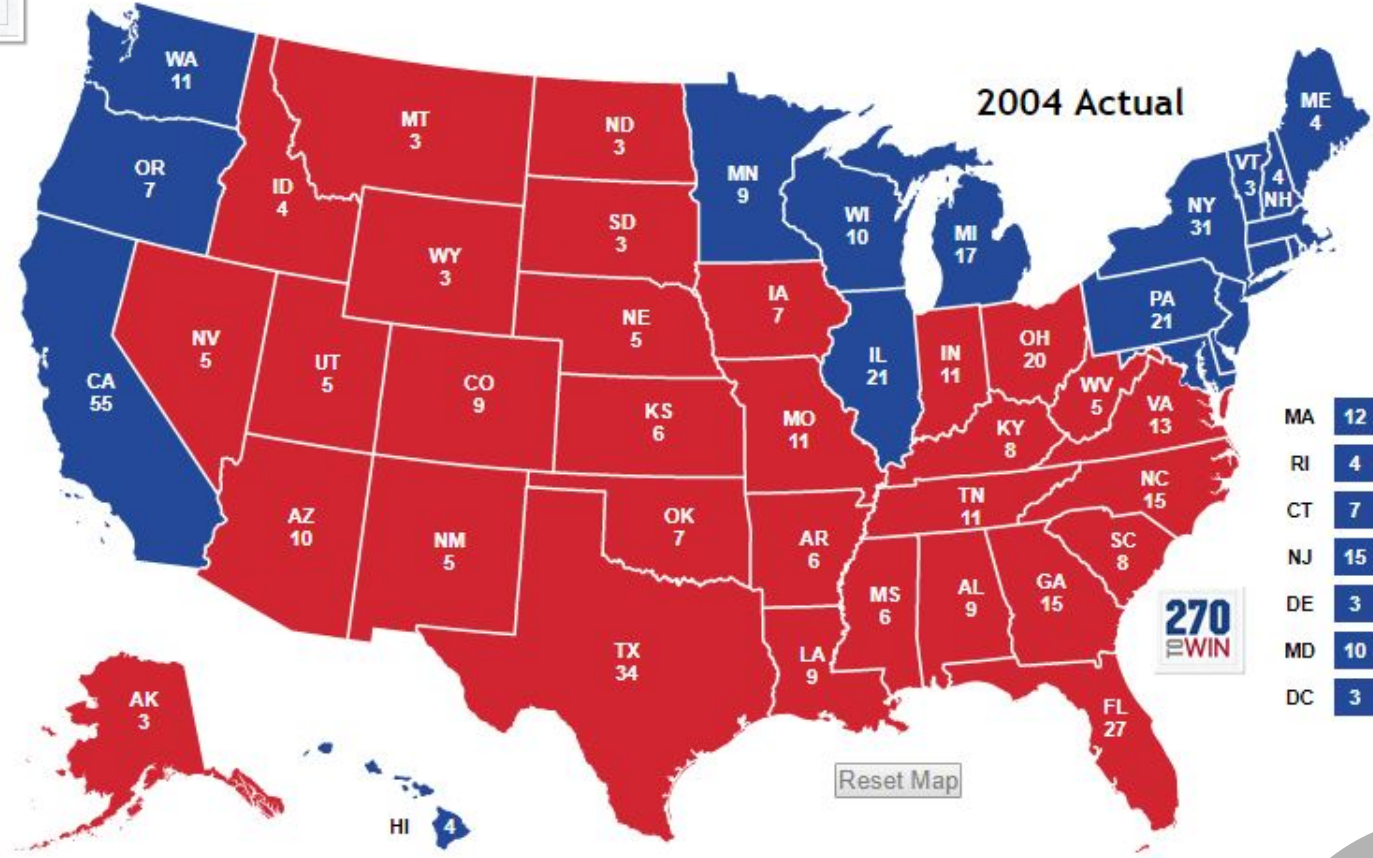 2004 Actual
WA
11
OR
7
CA
55
ID
4
NV
5
MT
3
WY
3
UT
5
AZ
10
CO
9
NM
5
ND
3
SD
3
NE
5
KS
6
OK
7
TX
34
MN
9
IA
7
MO
11
AR
6
LA
9
WI
10
IL
21
MI
17
IN
11
OH
20
KY
8
TN
11
MS
6
AL
9
GA
15
FL
27
SC
8
NC
15
VA
13
WV
5
PA
21
NY
31
VT
3
4
NH
ME
4
MA 12
RI 4
CT 7
NJ 15
DE 3
MD 10
DC 3
AK
3
HI 4
270
TO WIN
Reset Map